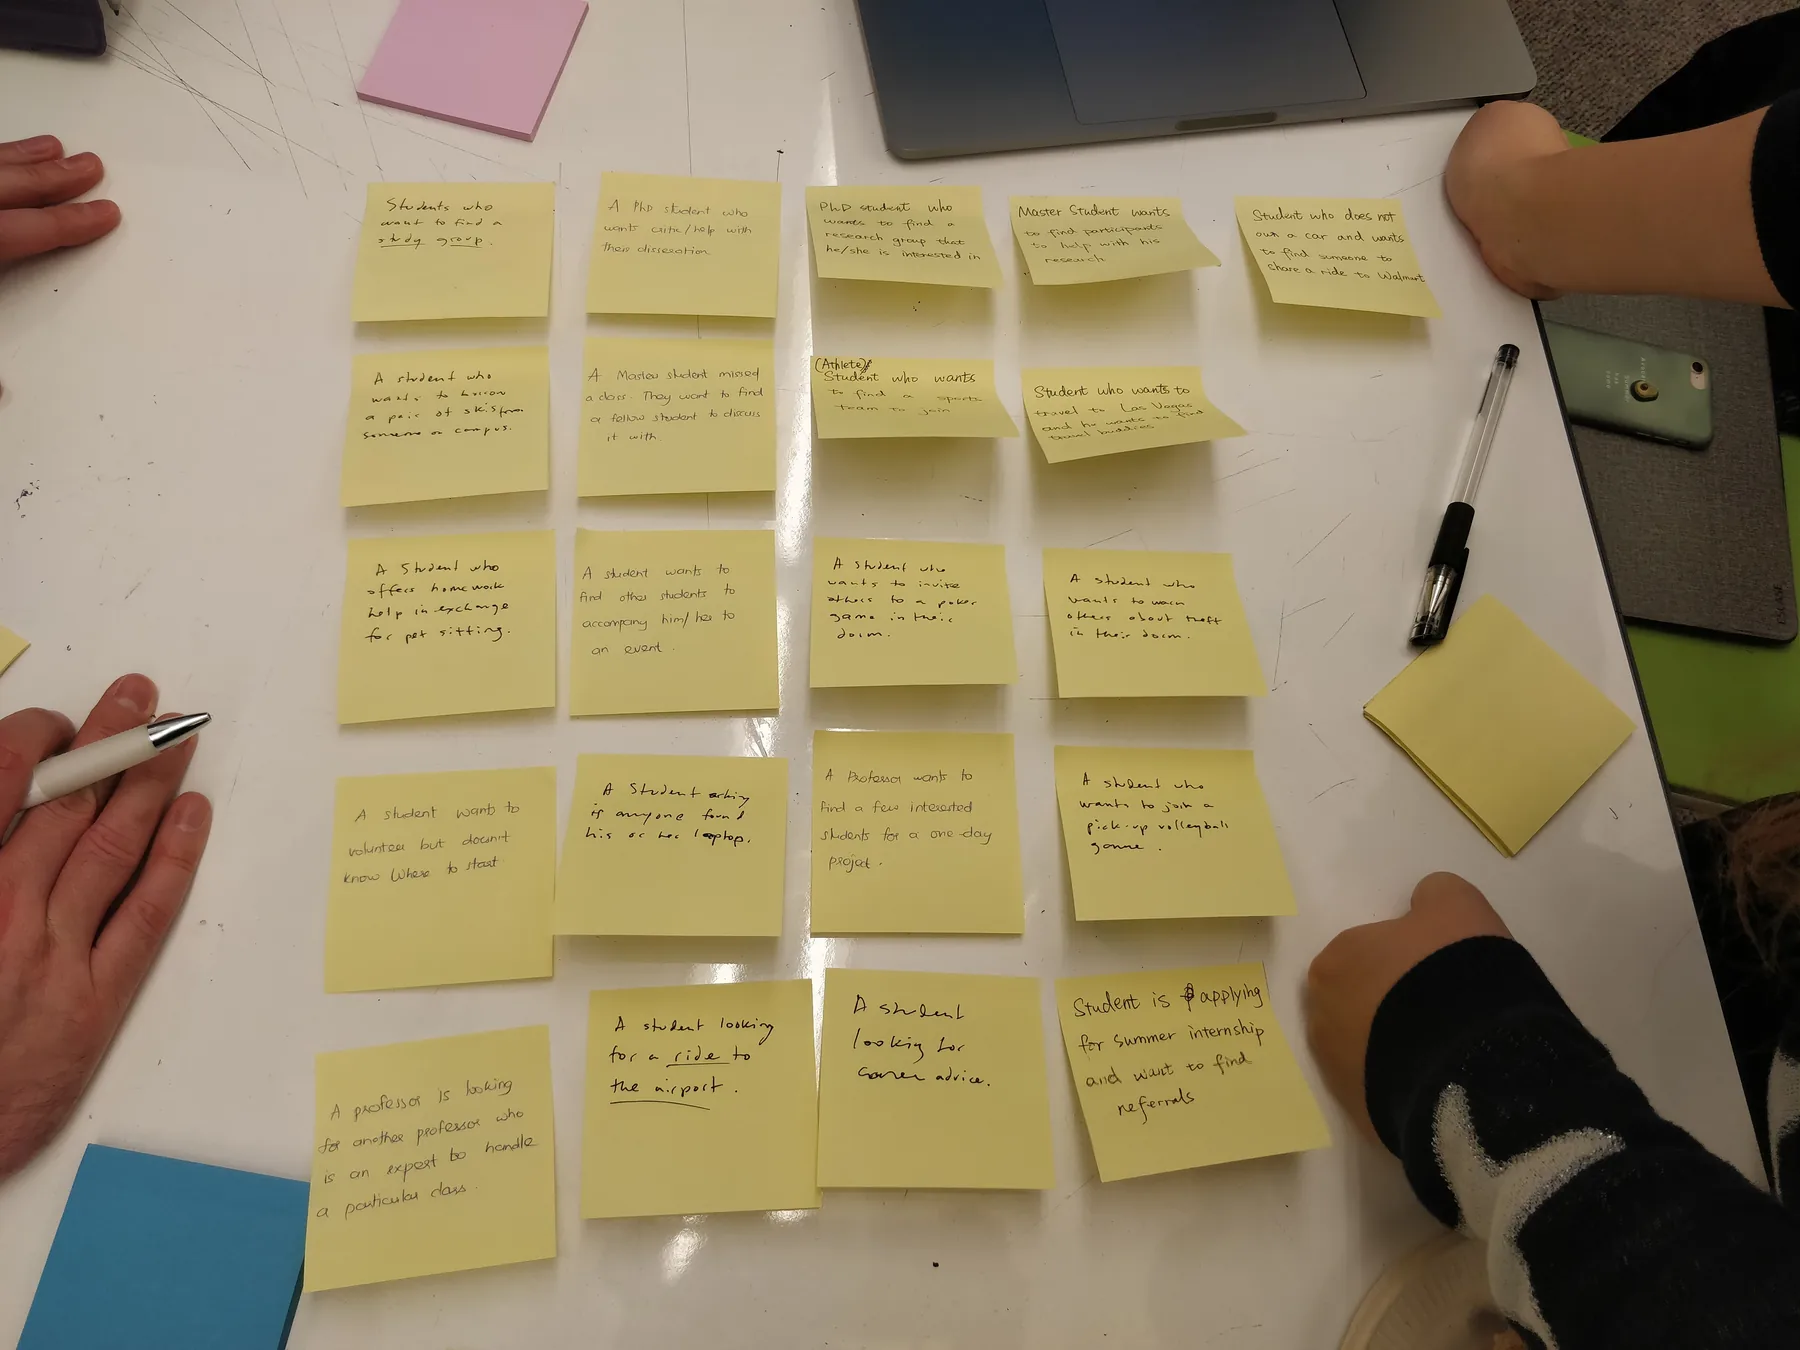 Students who
want to find a
study group.
A PhD student who
wants critic/help with
their disseration
PhD student who
wants to find a
research group that
he/she is interested in
Master Student wants
to find participants
to help with his
research
Student who does not
own a car and wants
to find someone to
share a ride to Walmart
A student who
wants to borrow
a pair of skis from
someone on campus.
A Master student missed
a class. They want to find
a fellow student to discuss
it with.
(Athlete)
Student who wants
to find a sports
team to join
Student who wants to
travel to Las Vegas
and he wants to find
travel buddies
A Student who
offers homework
help in exchange
for pet sitting.
A student wants to
find other students to
accompany him/her to
an event.
A student who
wants to invite
others to a poker
game in their
dorm.
A student who
wants to warn
others about theft
in their dorm.
A student wants to
volunteer but doesn't
know where to start
A Student asking
is anyone found
his or her laptop.
A Professor wants to
find a few interested
students for a one-day
project.
A student who
wants to join a
pick-up volleyball
game.
A professor is looking
for another professor who
is an expert to handle
a particular class.
A student looking
for a ride to
the airport.
A student
looking for
career advice.
Student is applying
for summer internship
and want to find
referrals